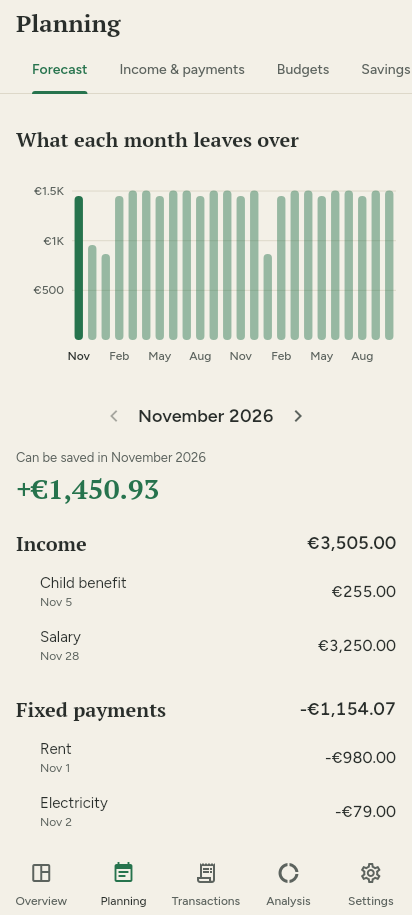 Planning
Forecast Income & payments Budgets Savings
What each month leaves over
€1.5K
€1K
€500
Nov Feb May Aug Nov Feb May Aug
November 2026
Can be saved in November 2026
+€1,450.93
Income €3,505.00
Child benefit
Nov 5
€255.00
Salary
Nov 28
€3,250.00
Fixed payments -€1,154.07
Rent
Nov 1
-€980.00
Electricity
Nov 2
-€79.00
Overview Planning Transactions Analysis Settings